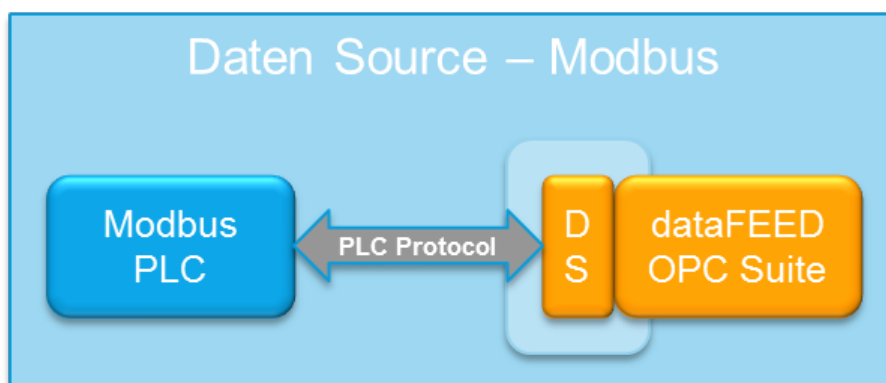 Daten Source – Modbus
Modbus
PLC
PLC Protocol
D
S
dataFEED
OPC Suite